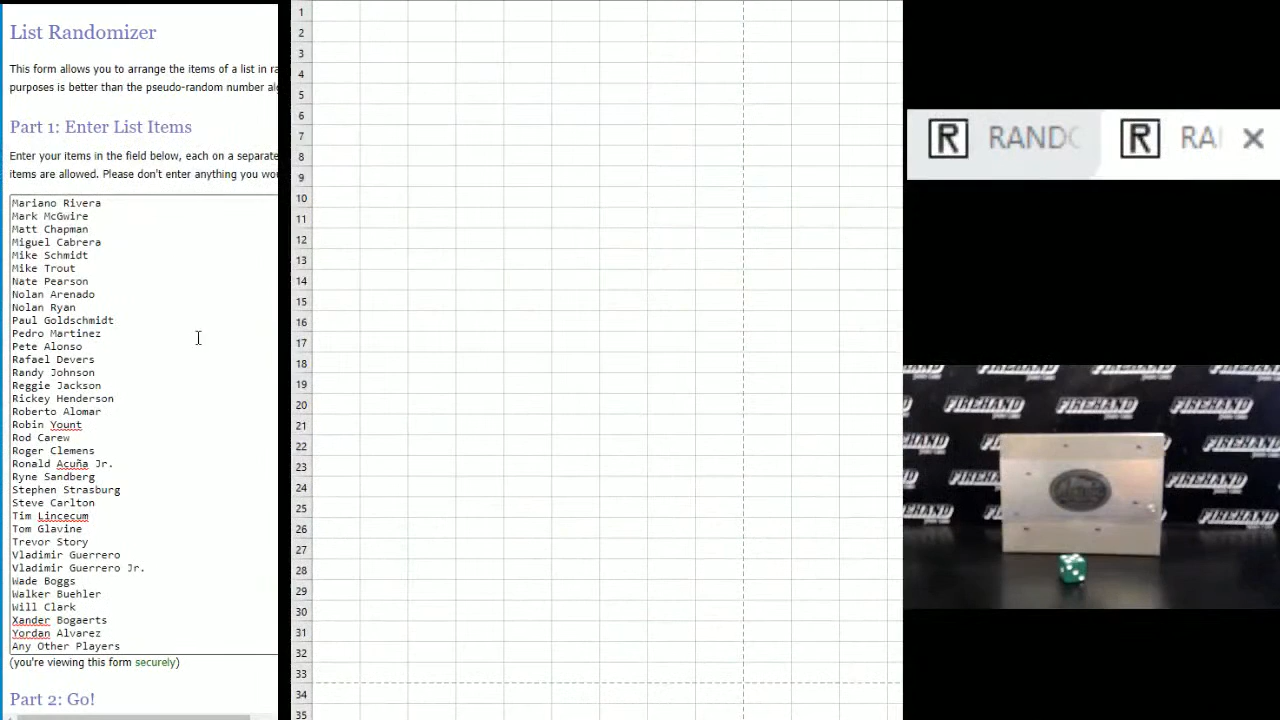 List Randomizer
This form allows you to arrange the items of a list in ra
purposes is better than the pseudo-random number al
Part 1: Enter List Items
Enter your items in the field below, each on a separate
items are allowed. Please don't enter anything you wou
Mariano Rivera
Mark McGwire
Matt Chapman
Miguel Cabrera
Mike Schmidt
Mike Trout
Nate Pearson
Nolan Arenado
Nolan Ryan
Paul Goldschmidt
Pedro Martinez
Pete Alonso
Rafael Devers
Randy Johnson
Reggie Jackson
Rickey Henderson
Roberto Alomar
Robin Yount
Rod Carew
Roger Clemens
Ronald Acuña Jr.
Ryne Sandberg
Stephen Strasburg
Steve Carlton
Tim Lincecum
Tom Glavine
Trevor Story
Vladimir Guerrero
Vladimir Guerrero Jr.
Wade Boggs
Walker Buehler
Will Clark
Xander Bogaerts
Yordan Alvarez
Any Other Players
(you're viewing this form securely)
Part 2: Go!
1
2
3
4
5
6
7
8
9
10
11
12
13
14
15
16
17
18
19
20
21
22
23
24
25
26
27
28
29
30
31
32
33
34
35
R RANDO
R RAI
FIREHAND FIREHAND FIREHAND
FIREHAND
FIREHAND
FIREHAND
FIREHAND